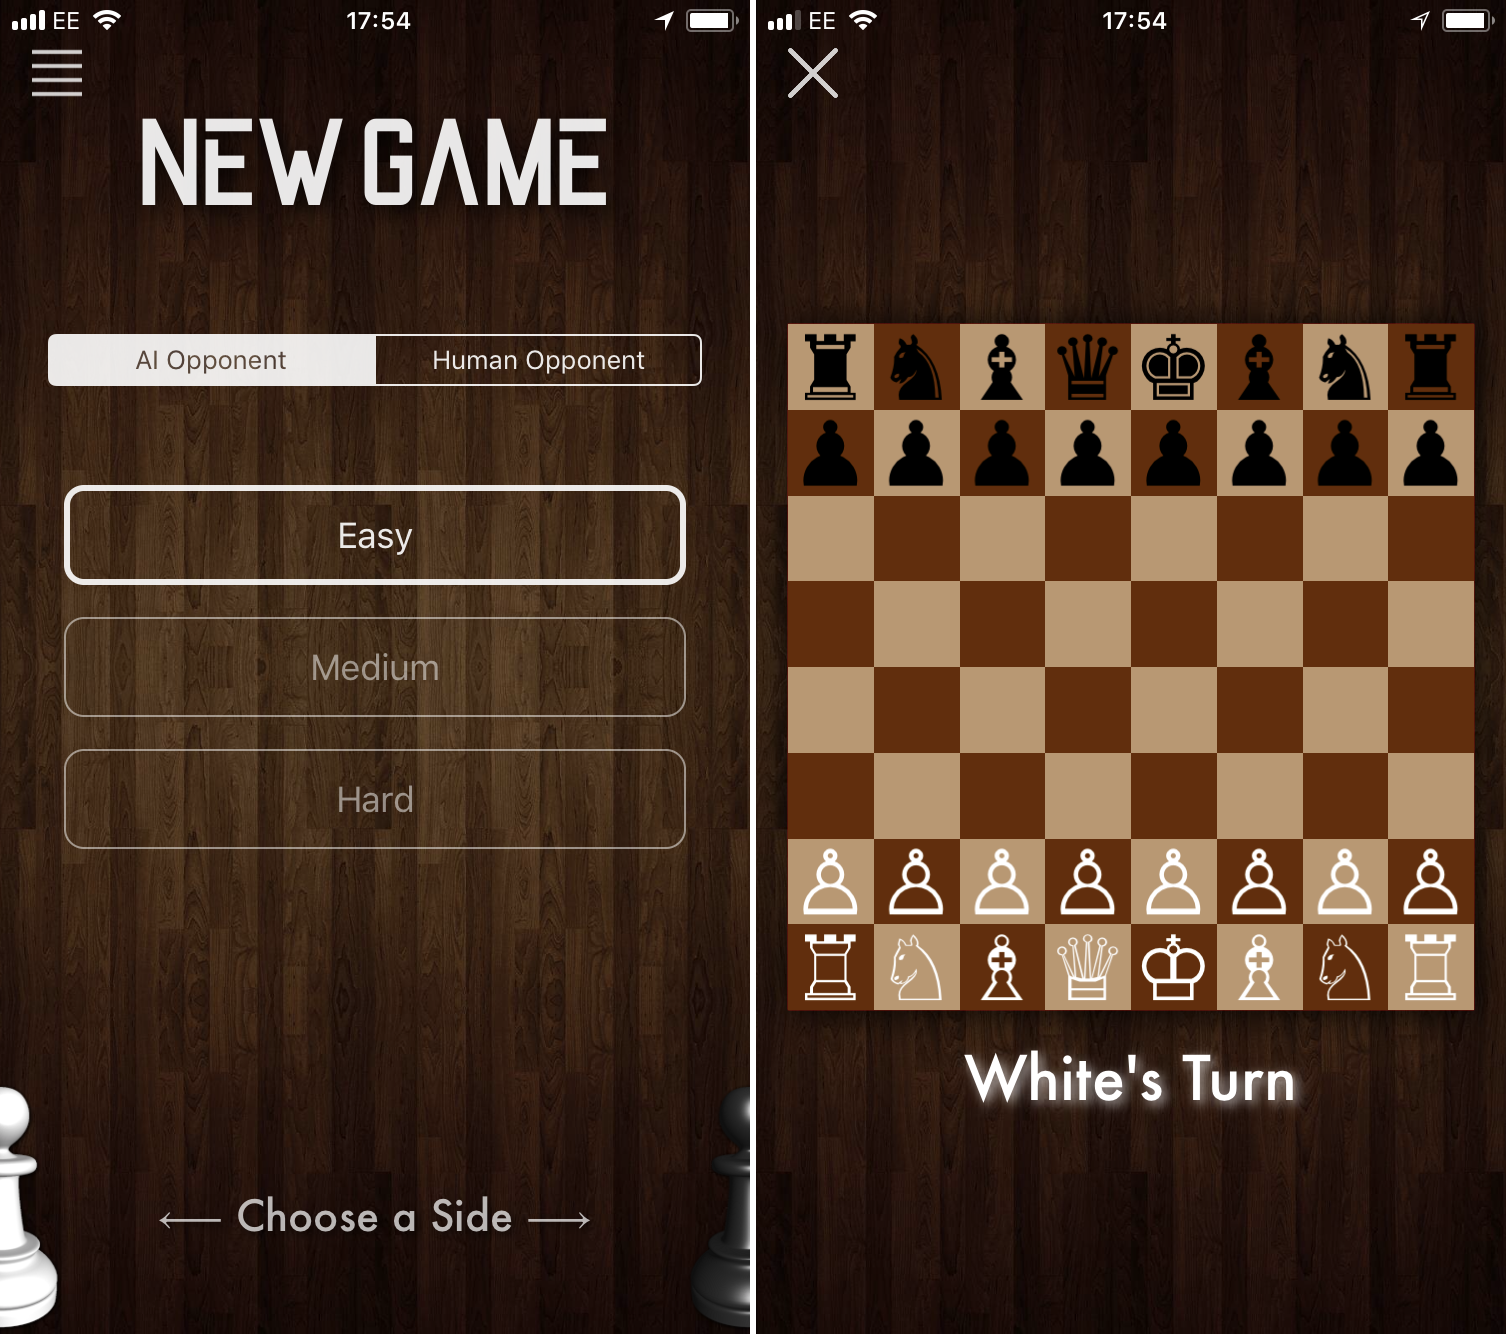 EE 17:54
NEW GAME
AI Opponent Human Opponent
Easy
Medium
Hard
← Choose a Side →
EE 17:54
White's Turn